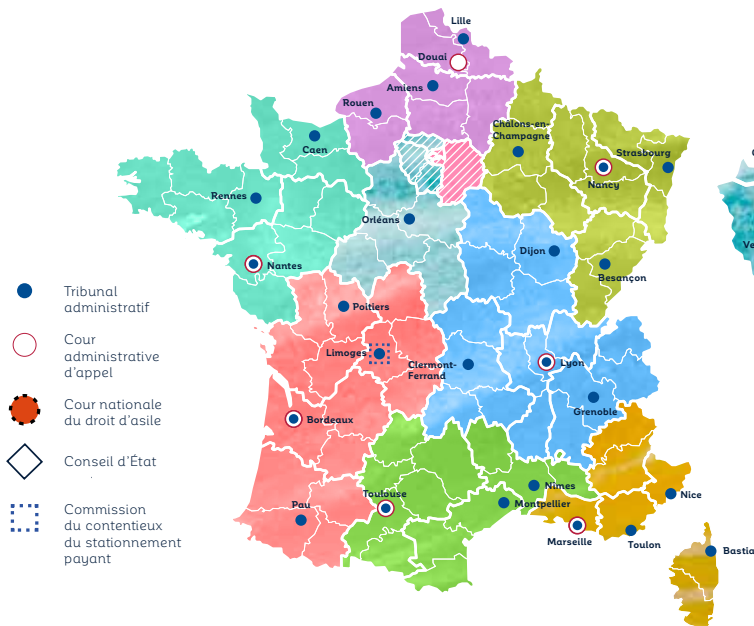 Lille
Douai
Amiens
Rouen
Caen
Châlons-en-
Champagne
Strasbourg
Nancy
Rennes
Orléans
Nantes
Dijon
Besançon
Poitiers
Limoges
Clermont-
Ferrand
Lyon
Grenoble
Bordeaux
Pau
Toulouse
Nîmes
Montpellier
Marseille
Toulon
Nice
Bastia
Ve
Tribunal
administratif
Cour
administrative
d'appel
Cour nationale
du droit d'asile
Conseil d'État
Commission
du contentieux
du stationnement
payant